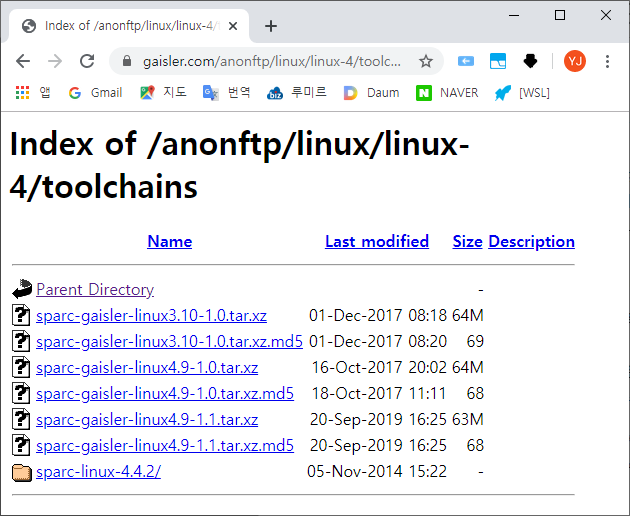 Index of /anonftp/linux/linux-4/
gaisler.com/anonftp/linux/linux-4/toolc...
YJ
앱 Gmail 지도 번역 biz 루미르 Daum NAVER [WSL]
Index of /anonftp/linux/linux-
4/toolchains
Name Last modified Size Description
Parent Directory -
sparc-gaisler-linux3.10-1.0.tar.xz 01-Dec-2017 08:18 64M
sparc-gaisler-linux3.10-1.0.tar.xz.md5 01-Dec-2017 08:20 69
sparc-gaisler-linux4.9-1.0.tar.xz 16-Oct-2017 20:02 64M
sparc-gaisler-linux4.9-1.0.tar.xz.md5 18-Oct-2017 11:11 68
sparc-gaisler-linux4.9-1.1.tar.xz 20-Sep-2019 16:25 63M
sparc-gaisler-linux4.9-1.1.tar.xz.md5 20-Sep-2019 16:25 68
sparc-linux-4.4.2/ 05-Nov-2014 15:22 -